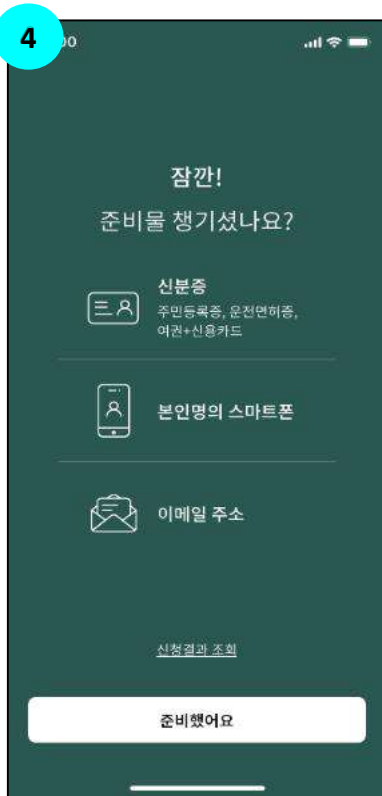 4
00
잠깐!
준비물 챙기셨나요?
신분증
주민등록증, 운전면허증,
여권+신용카드
본인명의 스마트폰
이메일 주소
신청결과 조회
준비했어요